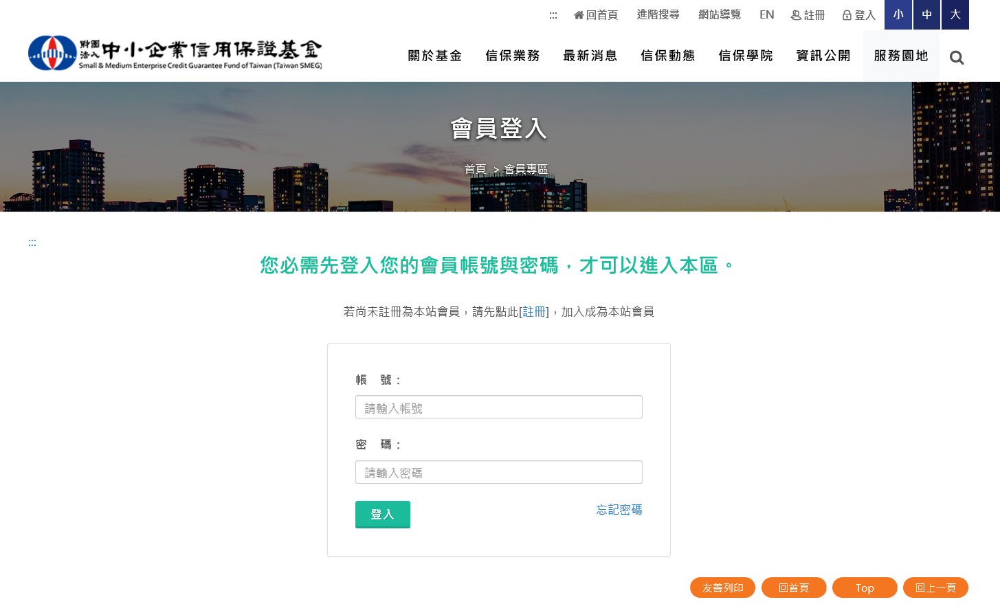 :::
回首頁
進階搜尋
網站導覽
EN
註冊
登入
小
中
大
財團法人中小企業信用保證基金
Small & Medium Enterprise Credit Guarantee Fund of Taiwan (Taiwan SMEG)
關於基金
信保業務
最新消息
信保動態
信保學院
資訊公開
服務園地
會員登入
首頁 > 會員專區
:::
您必需先登入您的會員帳號與密碼，才可以進入本區。
若尚未註冊為本站會員，請先點此[註冊]，加入成為本站會員
帳　號：
請輸入帳號
密　碼：
請輸入密碼
登入
忘記密碼
友善列印
回首頁
Top
回上一頁